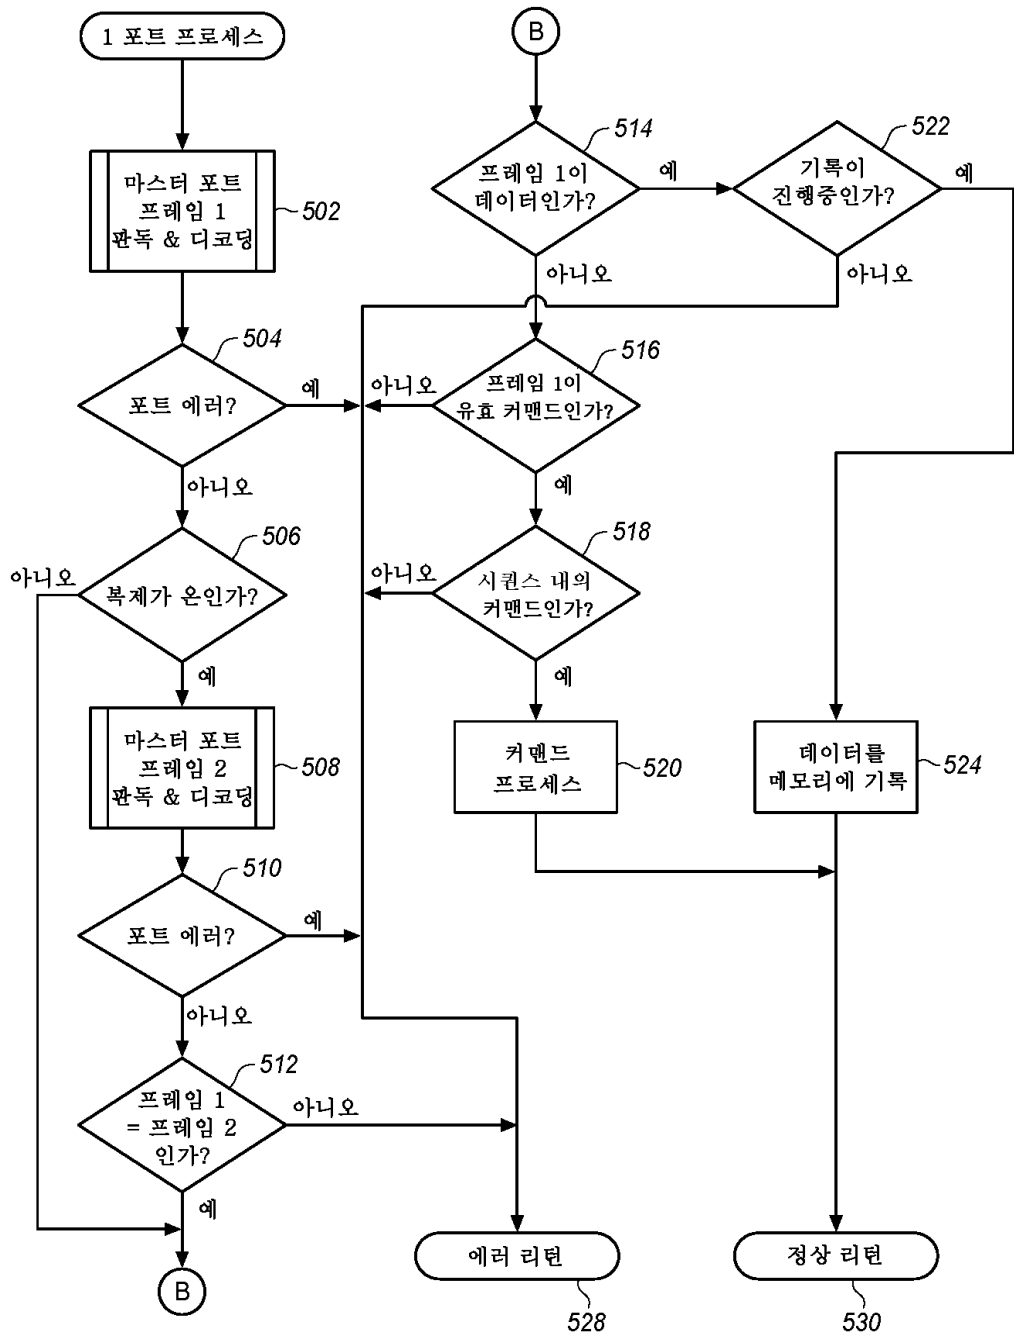 1 포트 프로세스
마스터 포트
프레임 1
판독 & 디코딩
502
504
포트 에러?
예
아니오
506
복제가 온인가?
아니오
예
마스터 포트
프레임 2
판독 & 디코딩
508
510
포트 에러?
예
아니오
512
프레임 1
= 프레임 2
인가?
아니오
예
B
B
514
프레임 1이
데이터인가?
예
아니오
522
기록이
진행중인가?
예
아니오
516
프레임 1이
유효 커맨드인가?
아니오
예
518
시퀀스 내의
커맨드인가?
아니오
예
커맨드
프로세스
520
데이터를
메모리에 기록
524
에러 리턴
528
정상 리턴
530